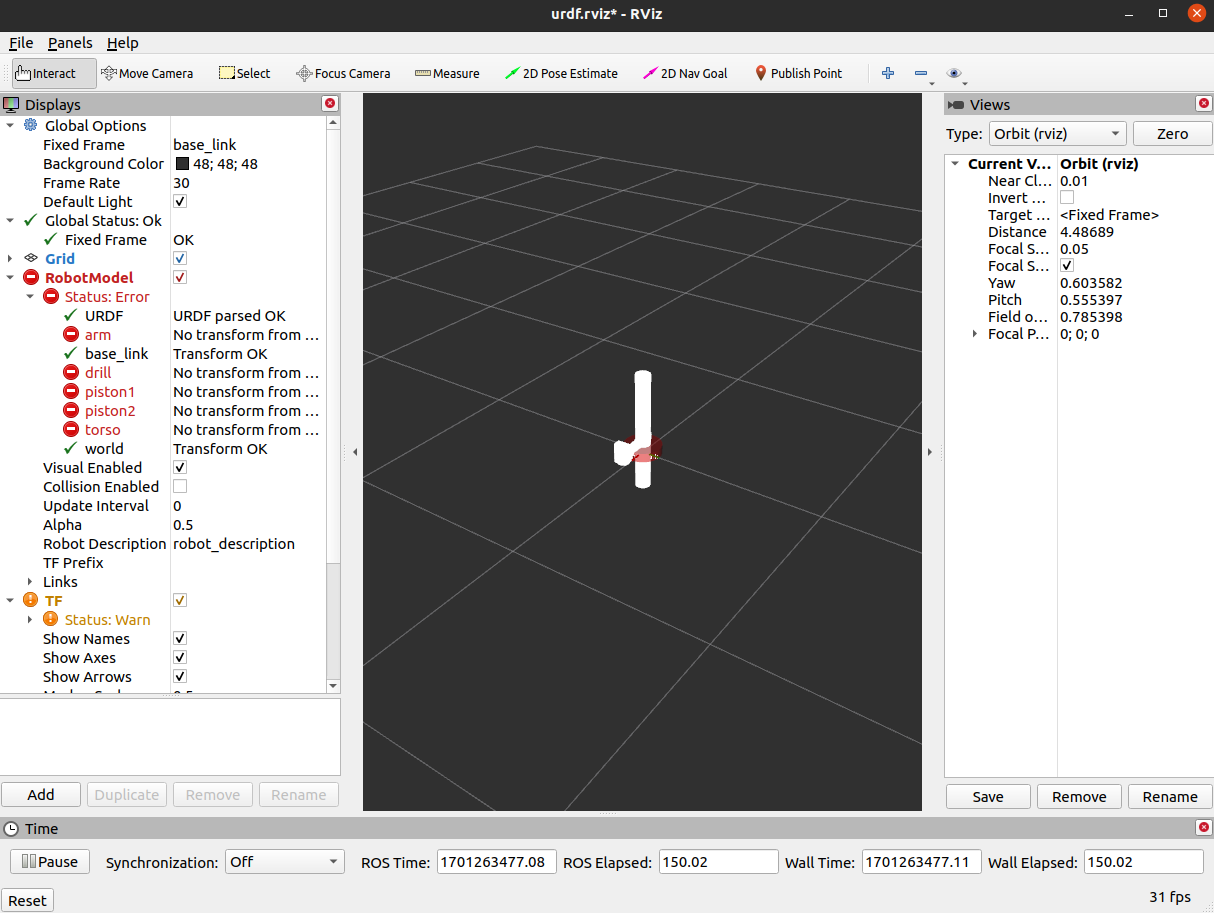 urdf.rviz* - RViz
File Panels Help
Interact Move Camera Select Focus Camera Measure 2D Pose Estimate 2D Nav Goal Publish Point
Displays
Global Options
Fixed Frame base_link
Background Color 48; 48; 48
Frame Rate 30
Default Light
Global Status: Ok
Fixed Frame OK
Grid
RobotModel
Status: Error
URDF URDF parsed OK
arm No transform from ...
base_link Transform OK
drill No transform from ...
piston1 No transform from ...
piston2 No transform from ...
torso No transform from ...
world Transform OK
Visual Enabled
Collision Enabled
Update Interval 0
Alpha 0.5
Robot Description robot_description
TF Prefix
Links
TF
Status: Warn
Show Names
Show Axes
Show Arrows
Add Duplicate Remove Rename
Views
Type: Orbit (rviz) Zero
Current V... Orbit (rviz)
Near Cl... 0.01
Invert ...
Target ... <Fixed Frame>
Distance 4.48689
Focal S... 0.05
Focal S...
Yaw 0.603582
Pitch 0.555397
Field o... 0.785398
Focal P... 0; 0; 0
Save Remove Rename
Time
Pause Synchronization: Off ROS Time: 1701263477.08 ROS Elapsed: 150.02 Wall Time: 1701263477.11 Wall Elapsed: 150.02
Reset 31 fps